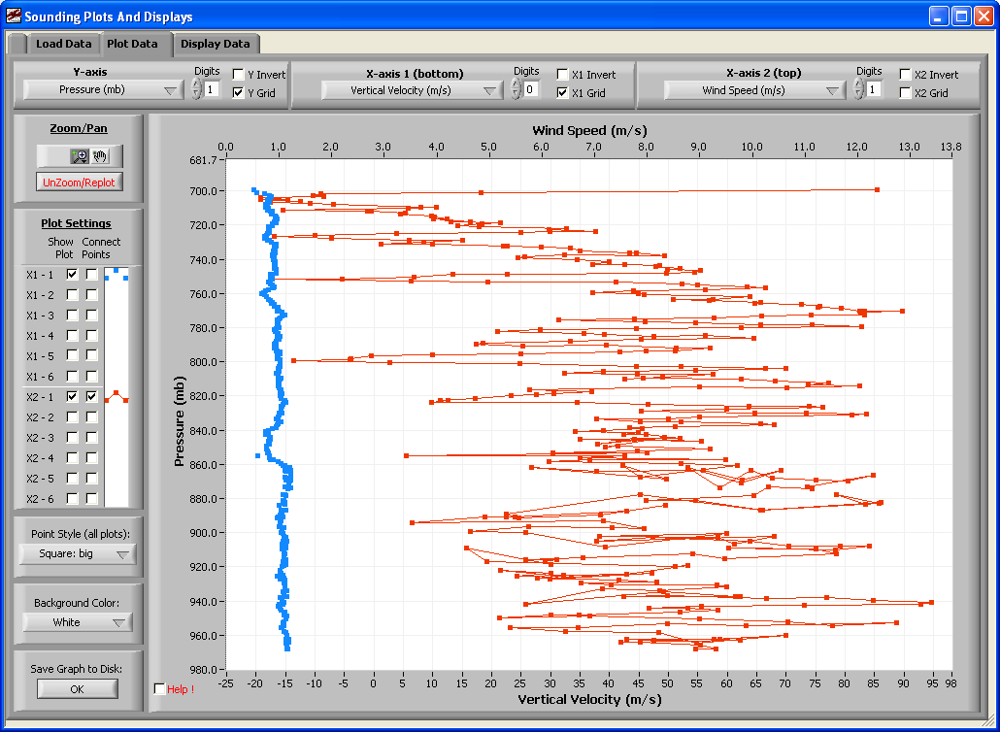 Sounding Plots And Displays
Load Data Plot Data Display Data
Y-axis Digits Y Invert X-axis 1 (bottom) Digits X1 Invert X-axis 2 (top) Digits X2 Invert
Pressure (mb) 1 Y Grid Vertical Velocity (m/s) 0 X1 Grid Wind Speed (m/s) 1 X2 Grid
Zoom/Pan
UnZoom/Replot
Plot Settings
Show Connect
Plot Points
X1 - 1
X1 - 2
X1 - 3
X1 - 4
X1 - 5
X1 - 6
X2 - 1
X2 - 2
X2 - 3
X2 - 4
X2 - 5
X2 - 6
Point Style (all plots):
Square: big
Background Color:
White
Save Graph to Disk:
OK
Help !
Wind Speed (m/s)
0.0 1.0 2.0 3.0 4.0 5.0 6.0 7.0 8.0 9.0 10.0 11.0 12.0 13.0 13.8
Pressure (mb)
681.7
700.0
720.0
740.0
760.0
780.0
800.0
820.0
840.0
860.0
880.0
900.0
920.0
940.0
960.0
980.0
-25 -20 -15 -10 -5 0 5 10 15 20 25 30 35 40 45 50 55 60 65 70 75 80 85 90 95 98
Vertical Velocity (m/s)